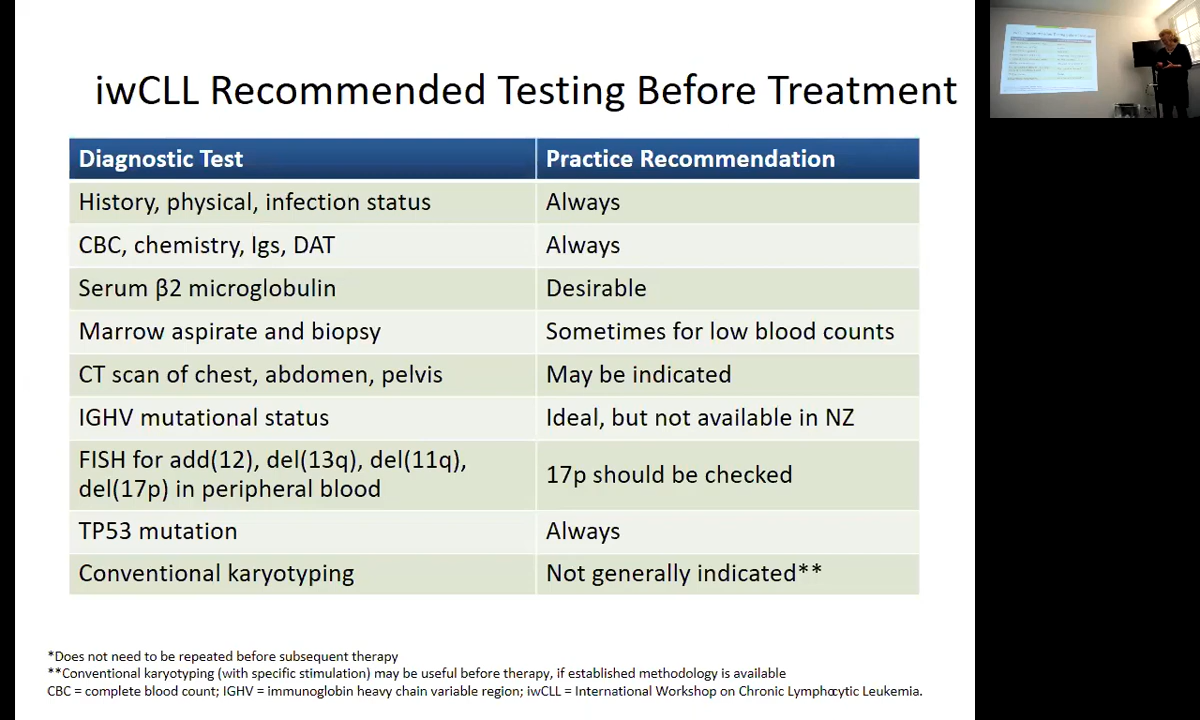 iwCLL Recommended Testing Before Treatment
Diagnostic Test
Practice Recommendation
History, physical, infection status
Always
CBC, chemistry, Igs, DAT
Always
Serum β2 microglobulin
Desirable
Marrow aspirate and biopsy
Sometimes for low blood counts
CT scan of chest, abdomen, pelvis
May be indicated
IGHV mutational status
Ideal, but not available in NZ
FISH for add(12), del(13q), del(11q),
del(17p) in peripheral blood
17p should be checked
TP53 mutation
Always
Conventional karyotyping
Not generally indicated**
*Does not need to be repeated before subsequent therapy
**Conventional karyotyping (with specific stimulation) may be useful before therapy, if established methodology is available
CBC = complete blood count; IGHV = immunoglobin heavy chain variable region; iwCLL = International Workshop on Chronic Lymphocytic Leukemia.